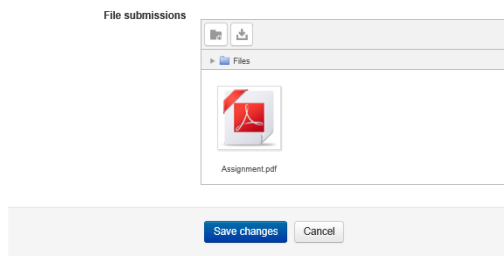 File submissions
Files
Assignment.pdf
Save changes
Cancel